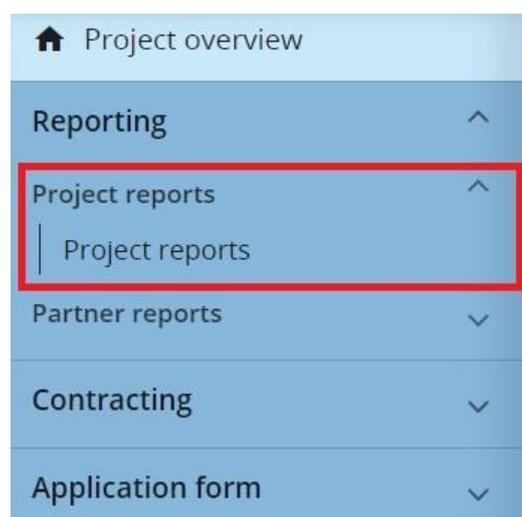 Project overview
Reporting
Project reports
Project reports
Partner reports
Contracting
Application form